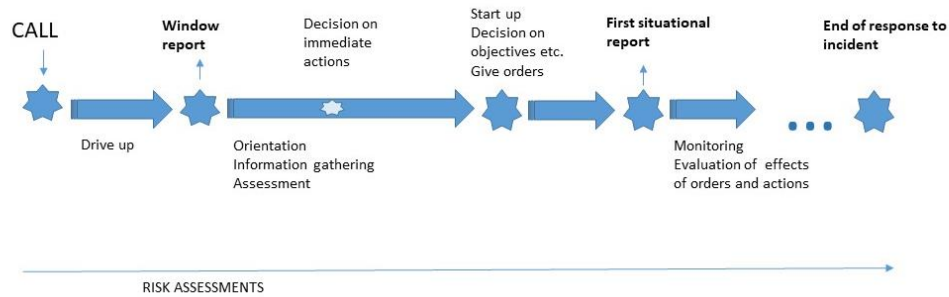 CALL
Window
report
Decision on
immediate
actions
Start up
Decision on
objectives etc.
Give orders
First situational
report
End of response to
incident
Drive up
Orientation
Information gathering
Assessment
Monitoring
Evaluation of effects
of orders and actions
RISK ASSESSMENTS